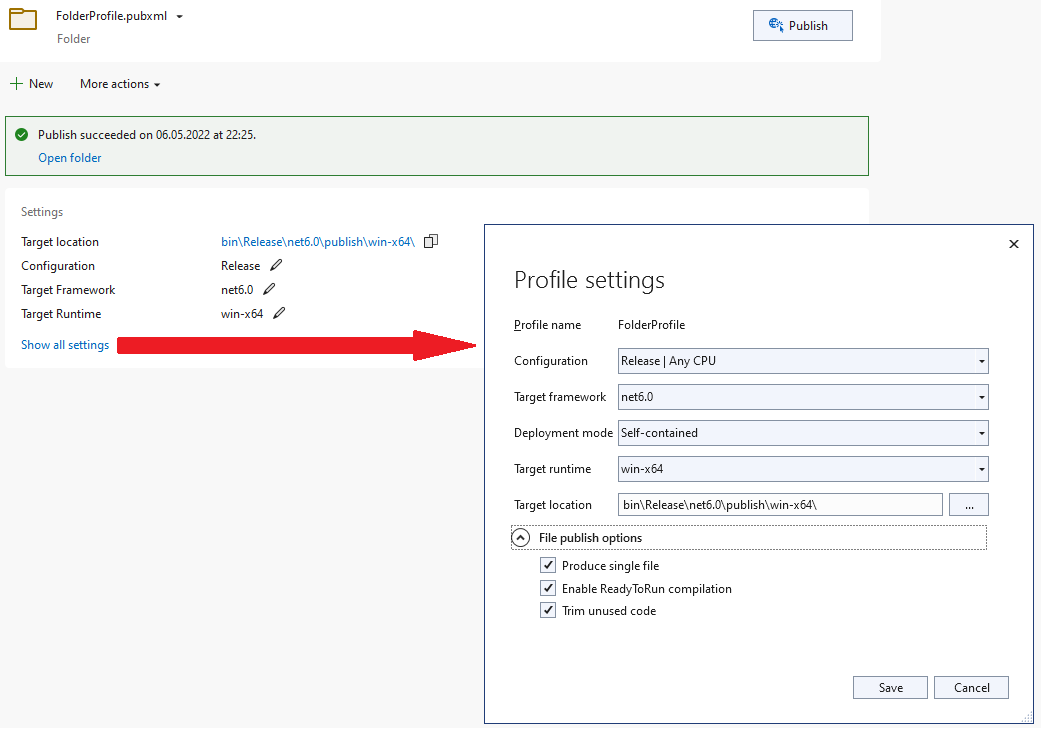 FolderProfile.pubxml
Folder
Publish
New
More actions
Publish succeeded on 06.05.2022 at 22:25.
Open folder
Settings
Target location bin\Release\net6.0\publish\win-x64\
Configuration Release
Target Framework net6.0
Target Runtime win-x64
Show all settings
Profile settings
Profile name FolderProfile
Configuration Release | Any CPU
Target framework net6.0
Deployment mode Self-contained
Target runtime win-x64
Target location bin\Release\net6.0\publish\win-x64\ ...
File publish options
Produce single file
Enable ReadyToRun compilation
Trim unused code
Save Cancel